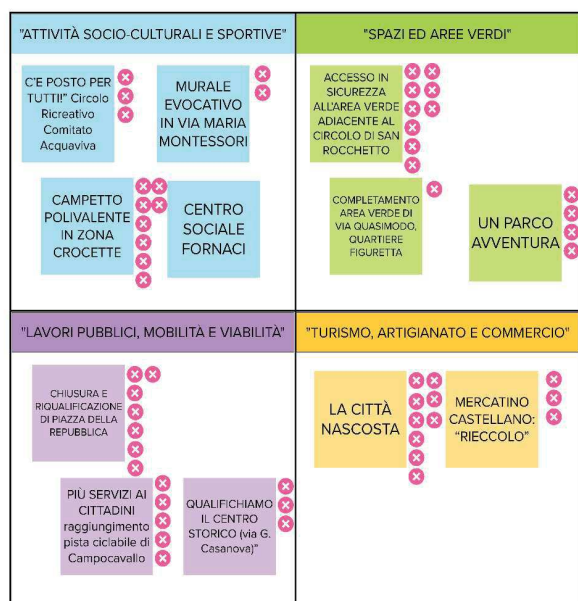 "ATTIVITÀ SOCIO-CULTURALI E SPORTIVE"
C'E POSTO PER
TUTTI!" Circolo
Ricreativo
Comitato
Acquaviva
MURALE
EVOCATIVO
IN VIA MARIA
MONTESSORI
CAMPETTO
POLIVALENTE
IN ZONA
CROCETTE
CENTRO
SOCIALE
FORNACI
"SPAZI ED AREE VERDI"
ACCESSO IN
SICUREZZA
ALL'AREA VERDE
ADIACENTE AL
CIRCOLO DI SAN
ROCCHETTO
COMPLETAMENTO
AREA VERDE DI
VIA QUASIMODO,
QUARTIERE
FIGURETTA
UN PARCO
AVVENTURA
"LAVORI PUBBLICI, MOBILITÀ E VIABILITÀ"
CHIUSURA E
RIQUALIFICAZIONE
DI PIAZZA DELLA
REPUBBLICA
PIÙ SERVIZI AI
CITTADINI
raggiungimento
pista ciclabile di
Campocavallo
QUALIFICHIAMO
IL CENTRO
STORICO (via G.
Casanova)"
"TURISMO, ARTIGIANATO E COMMERCIO"
LA CITTÀ
NASCOSTA
MERCATINO
CASTELLANO:
"RIECCOLO"